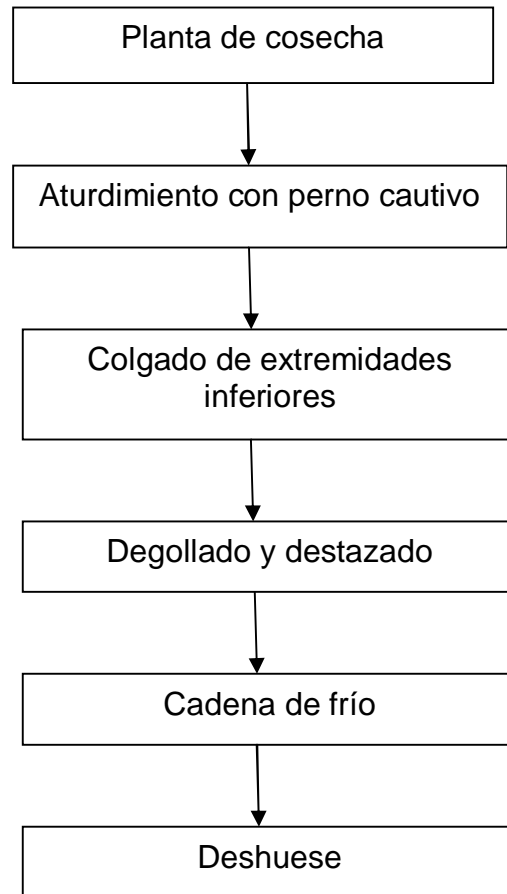 Planta de cosecha
Aturdimiento con perno cautivo
Colgado de extremidades
inferiores
Degollado y destazado
Cadena de frío
Deshuese